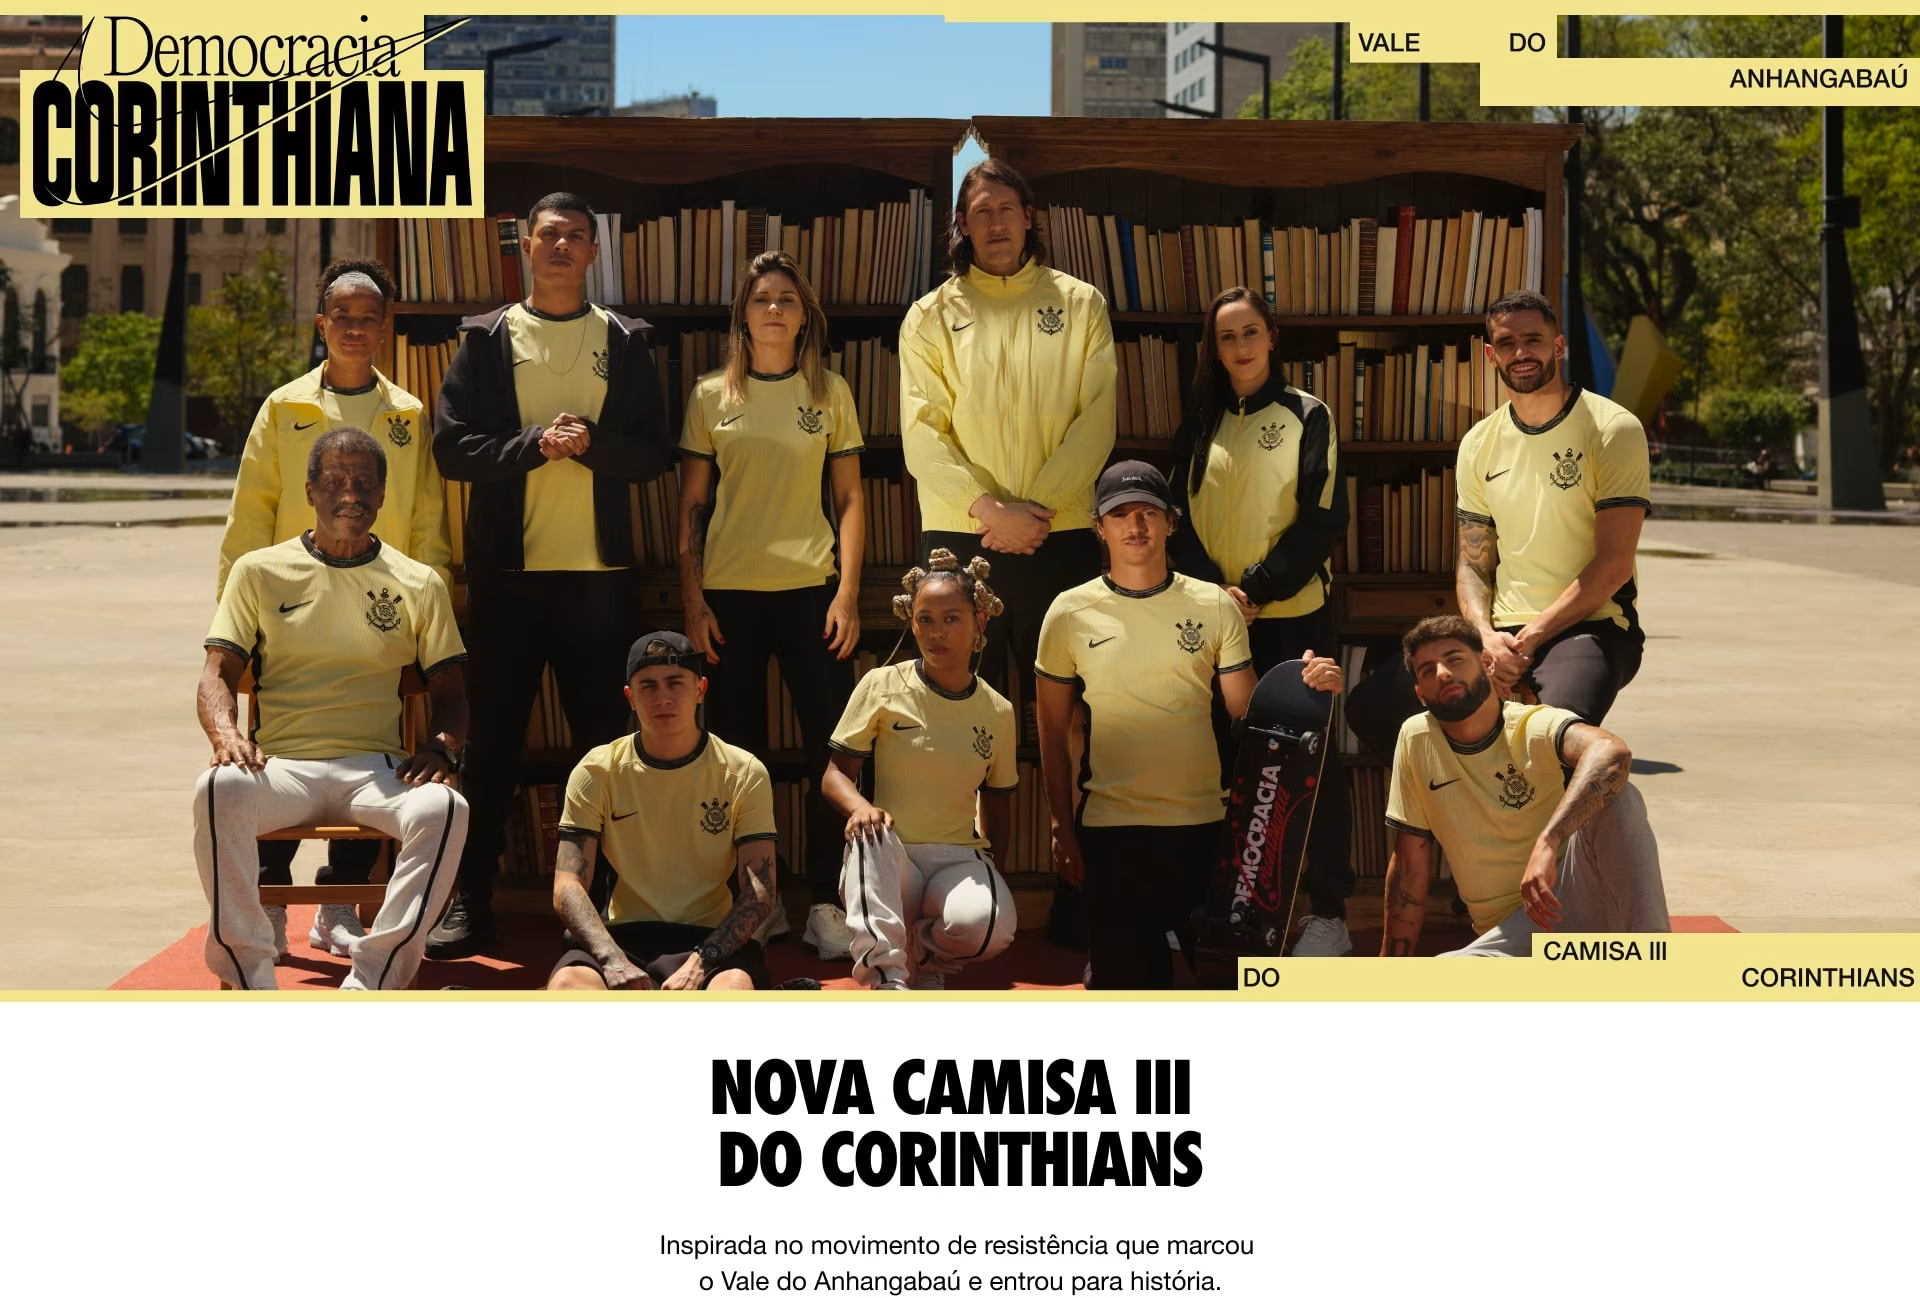 Democracia
CORINTHIANA
VALE DO
ANHANGABAÚ
DEMOCRACIA
CAMISA III
DO CORINTHIANS
NOVA CAMISA III
DO CORINTHIANS
Inspirada no movimento de resistência que marcou
o Vale do Anhangabaú e entrou para história.